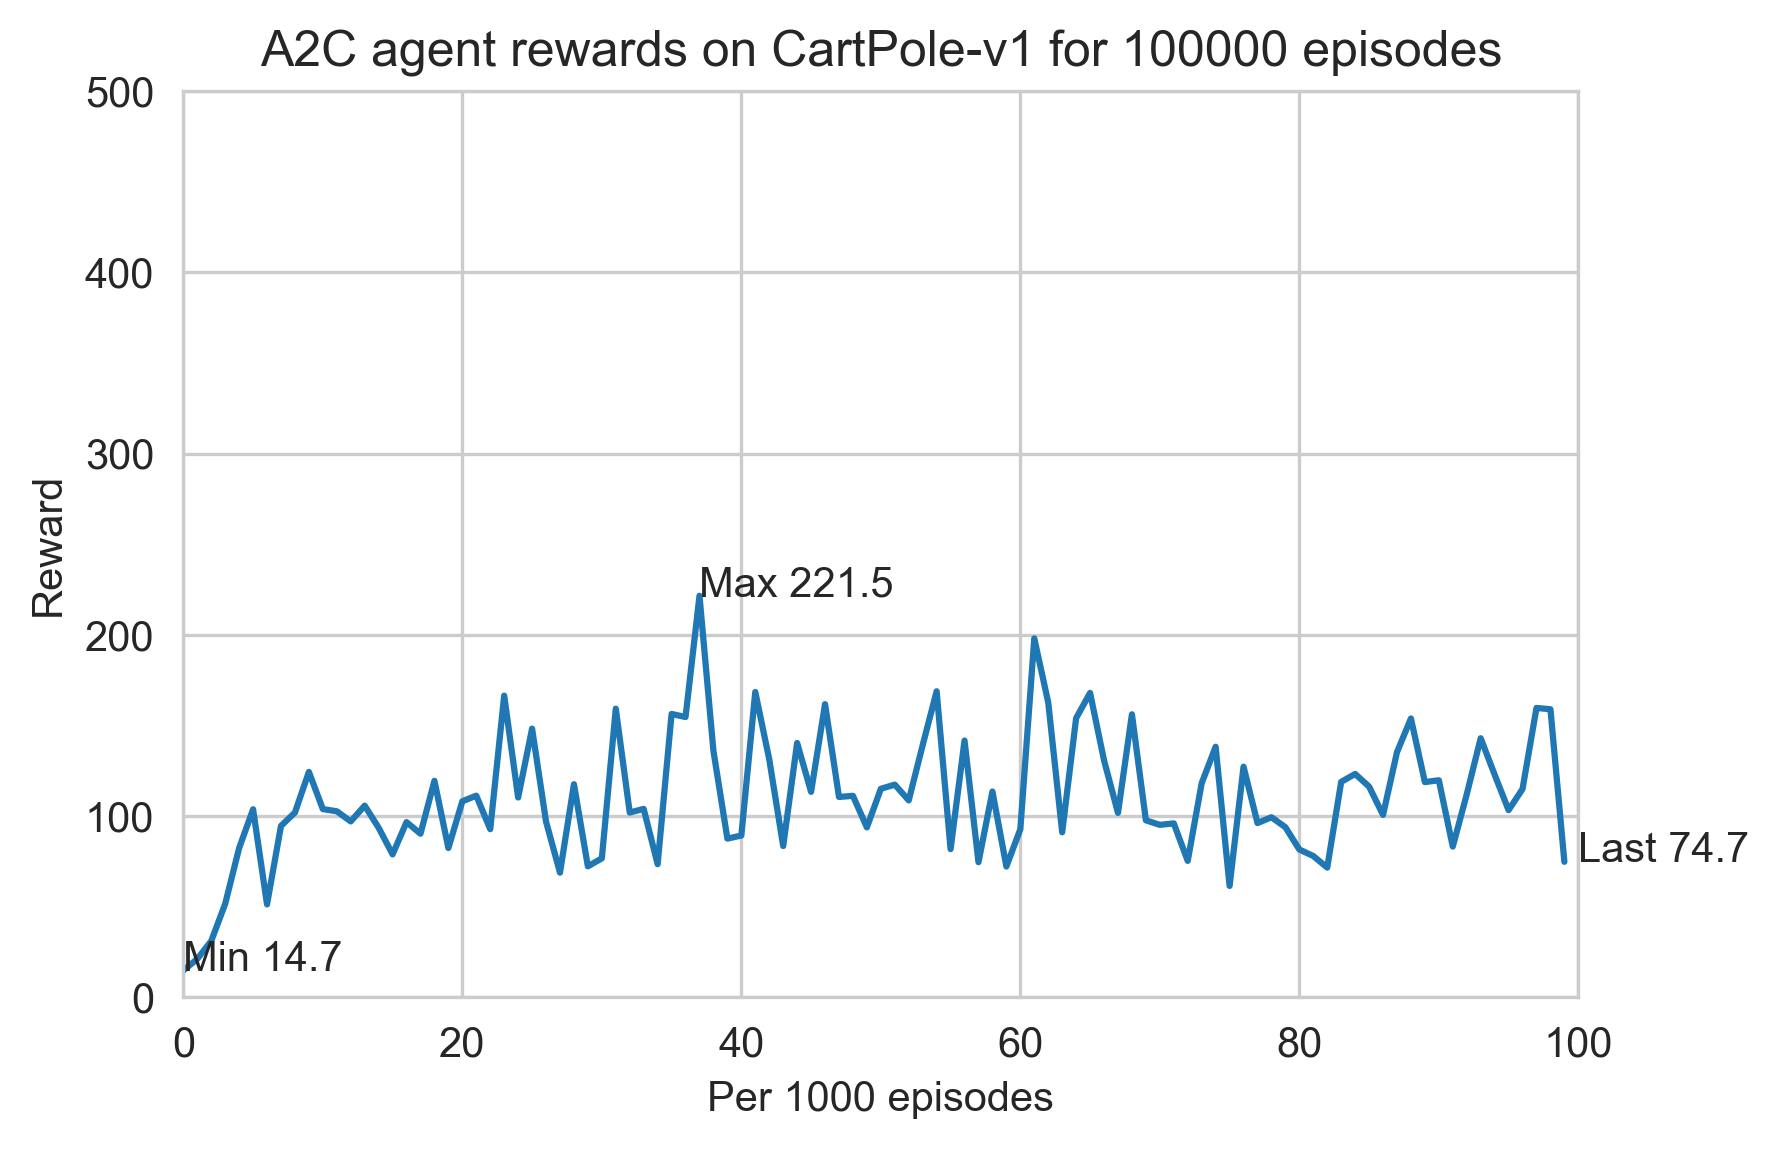 A2C agent rewards on CartPole-v1 for 100000 episodes
500
400
300
200
100
0
Reward
Max 221.5
Last 74.7
Min 14.7
0 20 40 60 80 100
Per 1000 episodes